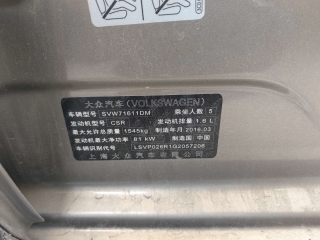 大众汽车(VOLKSWAGEN)
车辆型号 SVW71611DM 乘坐人数 5
发动机型号 CSR 发动机排量 1.6 L
最大允许总质量 1545kg 制造年月 2016.03
发动机最大净功率 81 kW 制造国 中国
车辆识别代号 LSVP026R1G2057206
上海大众汽车有限公司